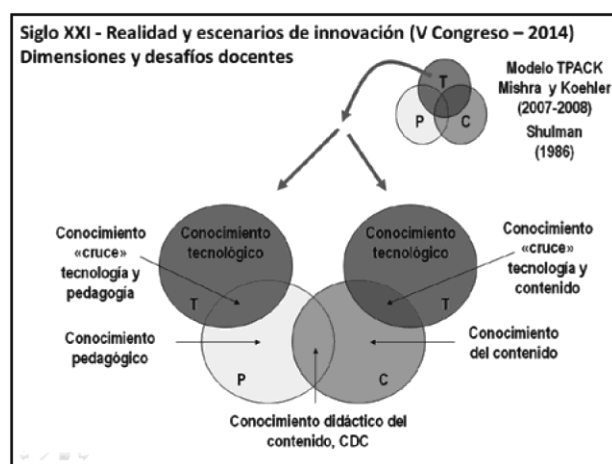 Siglo XXI - Realidad y escenarios de innovación (V Congreso – 2014)
Dimensiones y desafíos docentes
Modelo TPACK
Mishra y Koehler
(2007-2008)
Shulman
(1986)
T
P
C
Conocimiento
«cruce»
tecnología y
pedagogía
Conocimiento
tecnológico
T
Conocimiento
tecnológico
T
Conocimiento
«cruce»
tecnología y
contenido
Conocimiento
pedagógico
P
C
Conocimiento
del contenido
Conocimiento didáctico del
contenido, CDC